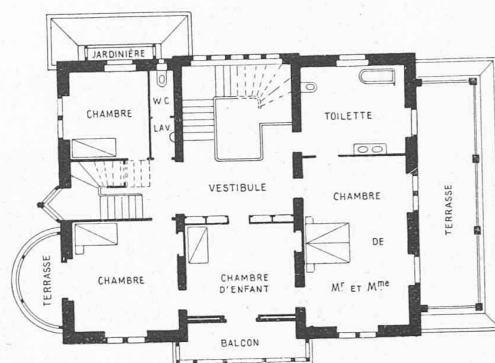 JARDINIÈRE
CHAMBRE
W.C.
LAV.
TOILETTE
VESTIBULE
CHAMBRE
DE
Mr ET Mme
TERRASSE
TERRASSE
CHAMBRE
CHAMBRE
D'ENFANT
BALCON